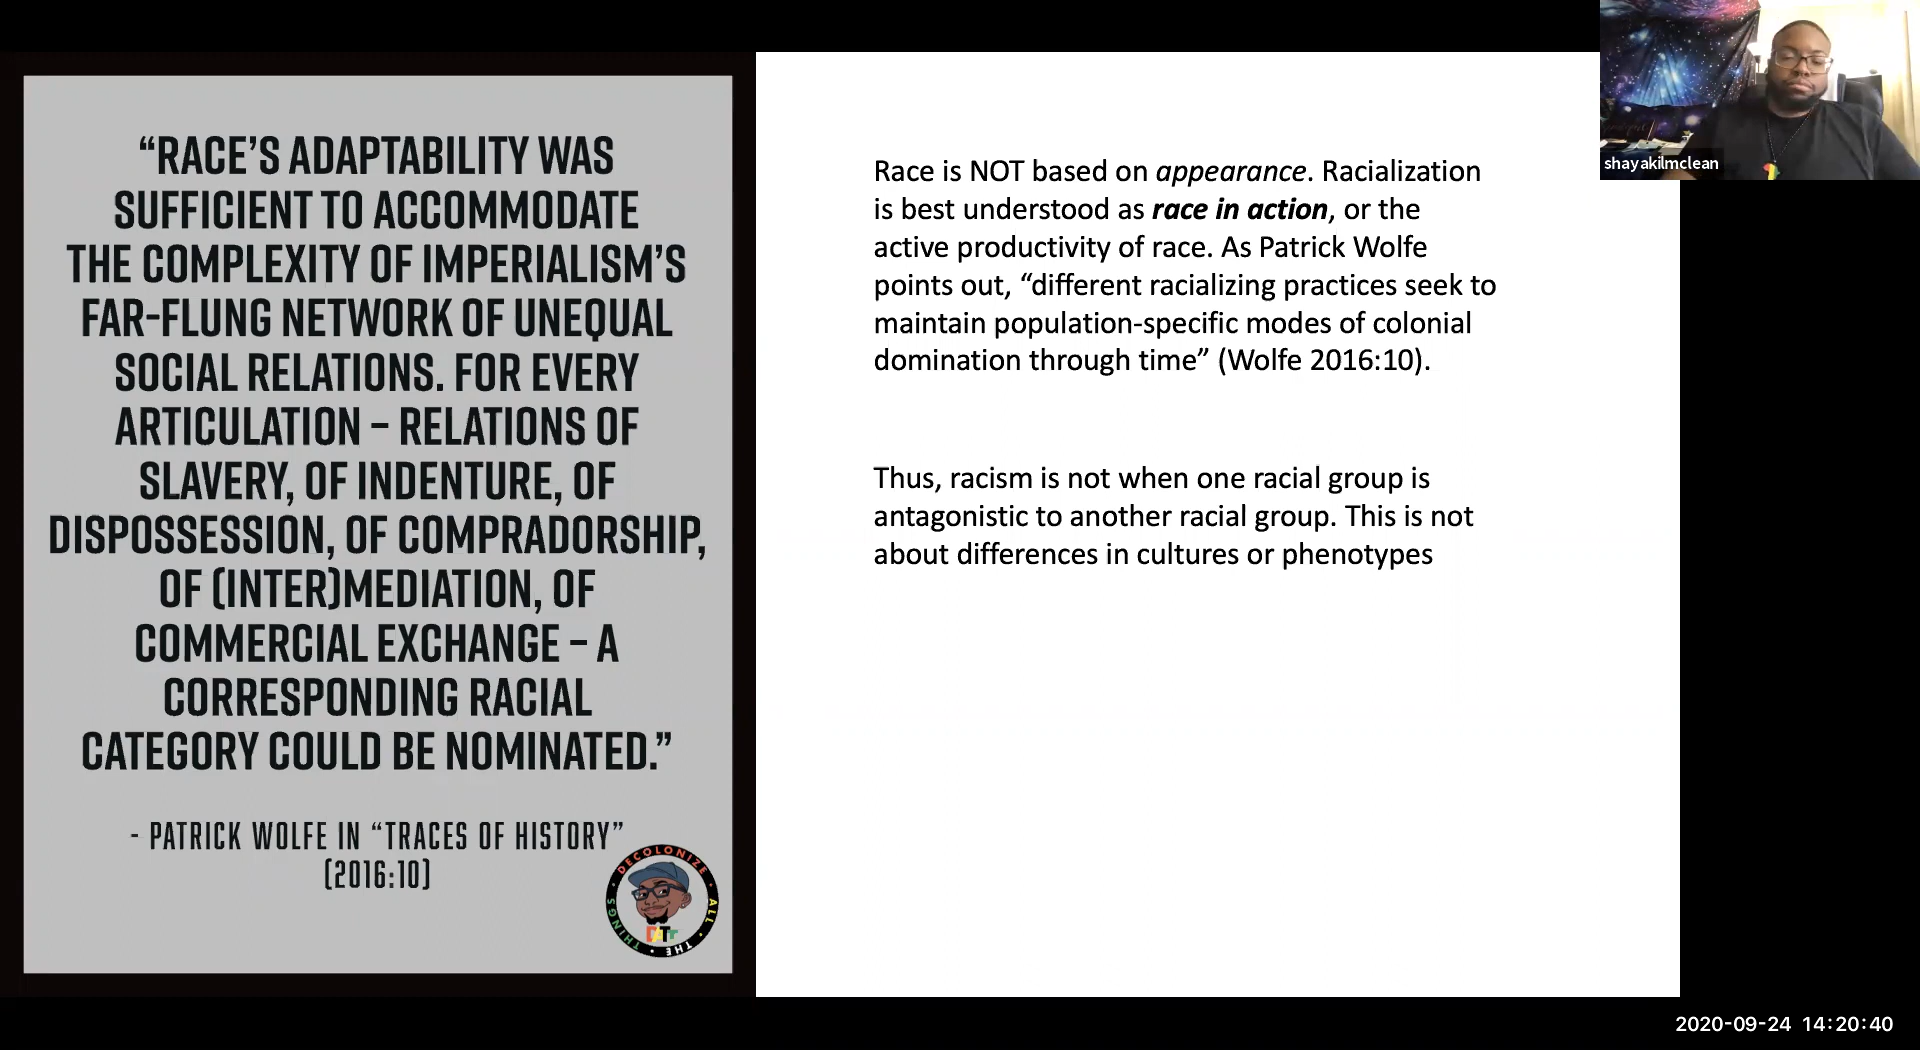 “RACE’S ADAPTABILITY WAS
SUFFICIENT TO ACCOMMODATE
THE COMPLEXITY OF IMPERIALISM’S
FAR-FLUNG NETWORK OF UNEQUAL
SOCIAL RELATIONS. FOR EVERY
ARTICULATION – RELATIONS OF
SLAVERY, OF INDENTURE, OF
DISPOSSESSION, OF COMPRADORSHIP,
OF (INTER)MEDIATION, OF
COMMERCIAL EXCHANGE – A
CORRESPONDING RACIAL
CATEGORY COULD BE NOMINATED.”
- PATRICK WOLFE IN “TRACES OF HISTORY”
(2016:10)
DECOLONIZE · ALL · THE · THINGS ·
Race is NOT based on appearance. Racialization
is best understood as race in action, or the
active productivity of race. As Patrick Wolfe
points out, “different racializing practices seek to
maintain population-specific modes of colonial
domination through time” (Wolfe 2016:10).
Thus, racism is not when one racial group is
antagonistic to another racial group. This is not
about differences in cultures or phenotypes
shayakilmclean
2020-09-24 14:20:40